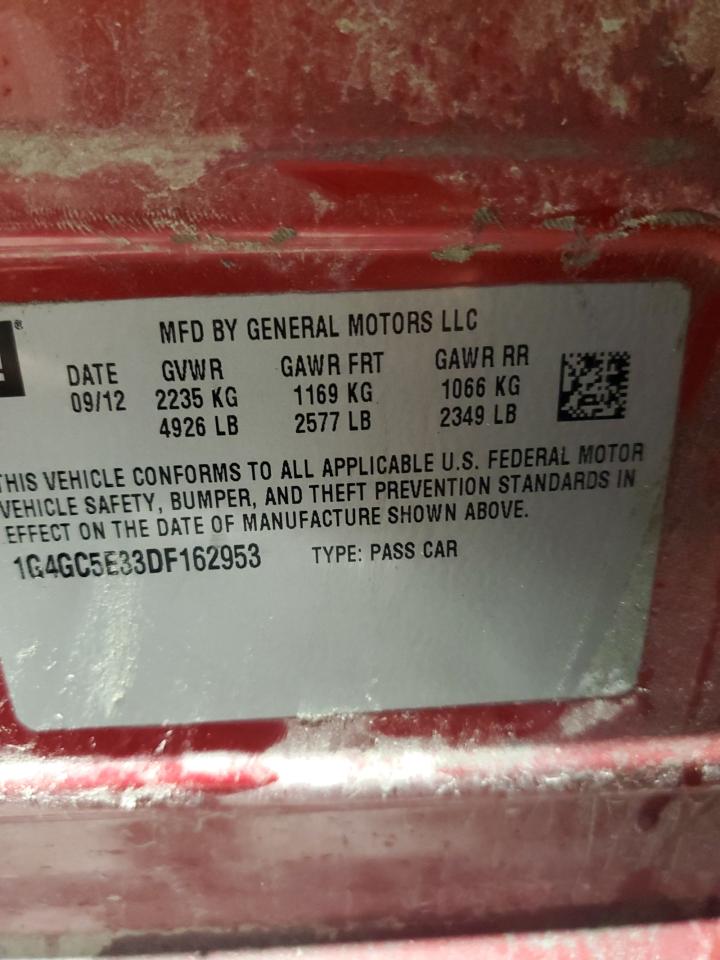 ®
MFD BY GENERAL MOTORS LLC
DATE GVWR GAWR FRT GAWR RR
09/12 2235 KG 1169 KG 1066 KG
4926 LB 2577 LB 2349 LB
THIS VEHICLE CONFORMS TO ALL APPLICABLE U.S. FEDERAL MOTOR
VEHICLE SAFETY, BUMPER, AND THEFT PREVENTION STANDARDS IN
EFFECT ON THE DATE OF MANUFACTURE SHOWN ABOVE.
1G4GC5E33DF162953 TYPE: PASS CAR